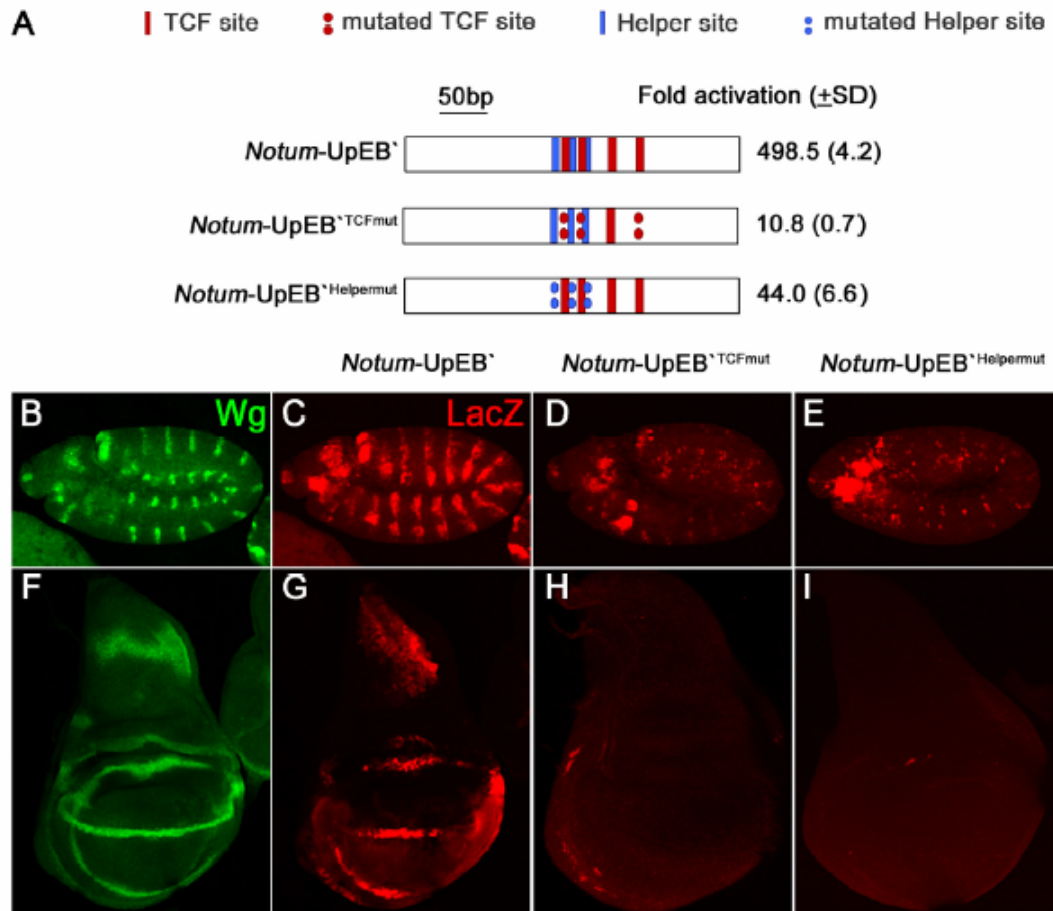 A
TCF site
mutated TCF site
Helper site
mutated Helper site
50bp
Fold activation (±SD)
Notum-UpEB`
498.5 (4.2)
Notum-UpEB`TCFmut
10.8 (0.7)
Notum-UpEB`Helpermut
44.0 (6.6)
Notum-UpEB`
Notum-UpEB`TCFmut
Notum-UpEB`Helpermut
B
Wg
C
LacZ
D
E
F
G
H
I